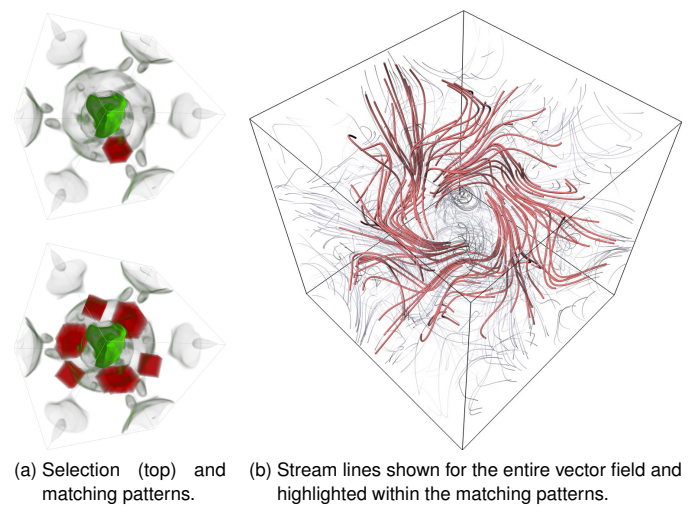 (a) Selection (top) and
matching patterns.
(b) Stream lines shown for the entire vector field and
highlighted within the matching patterns.